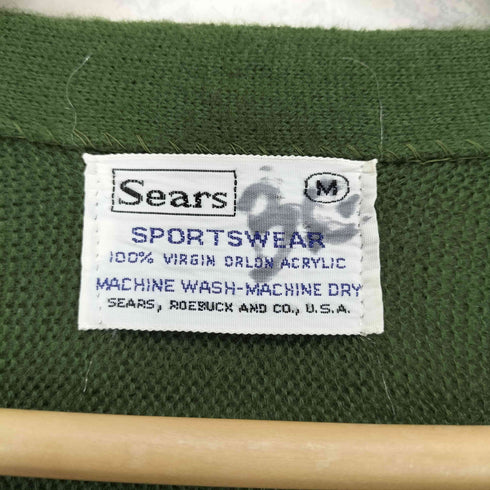 Sears M
SPORTSWEAR
100% VIRGIN ORLON ACRYLIC
MACHINE WASH-MACHINE DRY
SEARS, ROEBUCK AND CO., U.S.A.